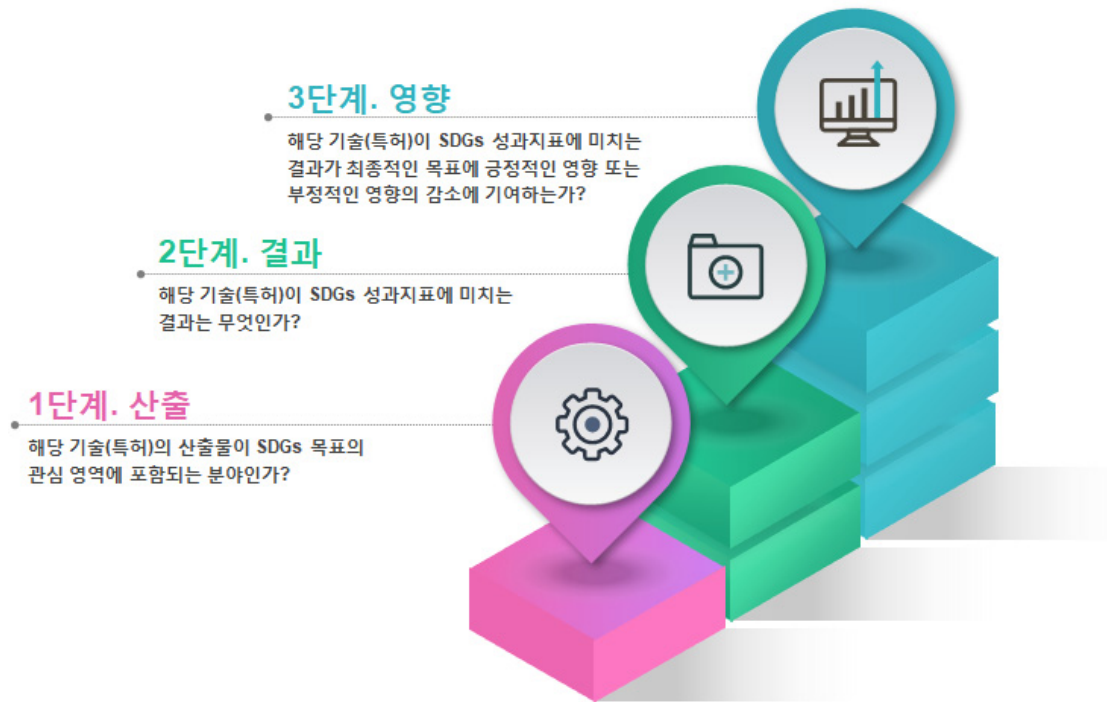 3단계. 영향
해당 기술(특허)이 SDGs 성과지표에 미치는
결과가 최종적인 목표에 긍정적인 영향 또는
부정적인 영향의 감소에 기여하는가?
2단계. 결과
해당 기술(특허)이 SDGs 성과지표에 미치는
결과는 무엇인가?
1단계. 산출
해당 기술(특허)의 산출물이 SDGs 목표의
관심 영역에 포함되는 분야인가?